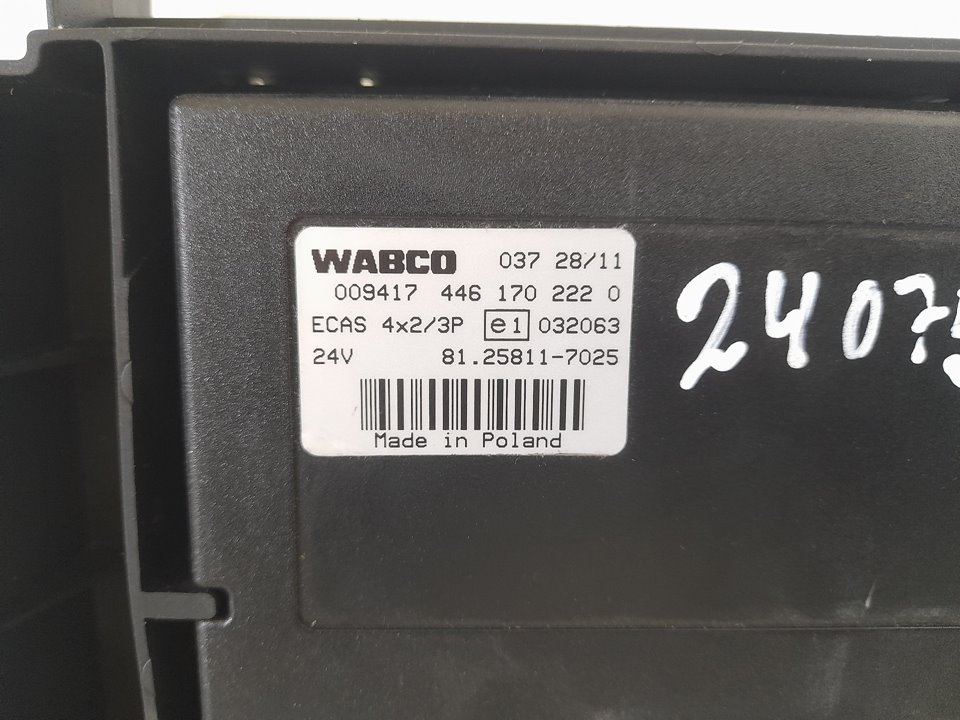 WABCO 037 28/11
009417 446 170 222 0
ECAS 4x2/3P e1 032063
24V 81.25811-7025
Made in Poland
2407